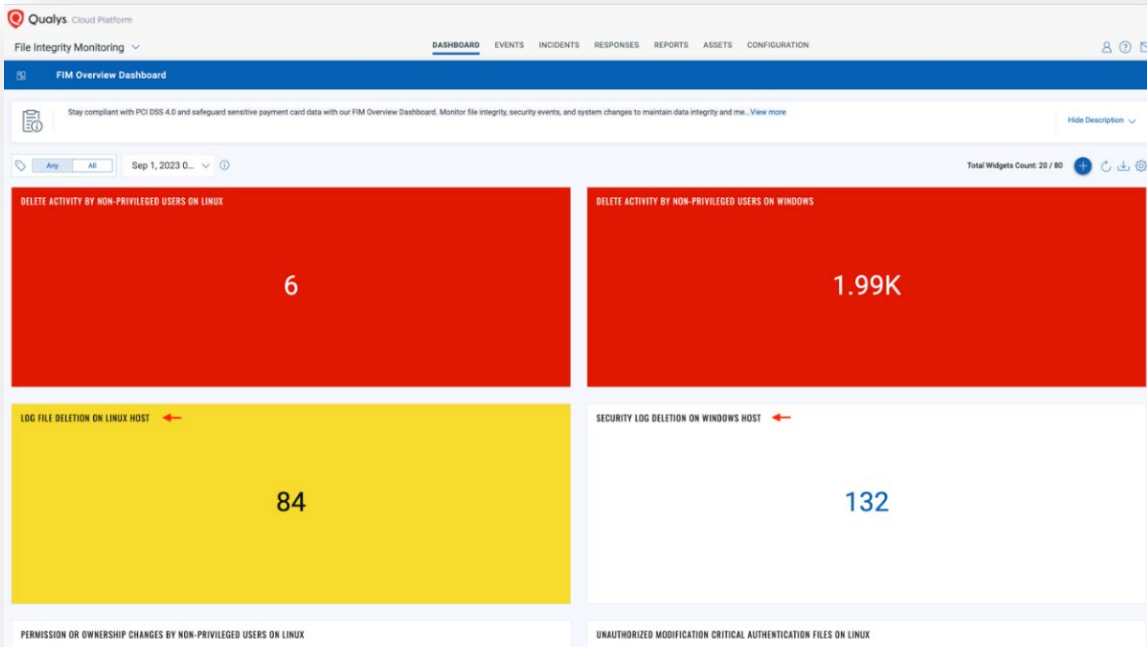 Qualys. Cloud Platform
File Integrity Monitoring
DASHBOARD EVENTS INCIDENTS RESPONSES REPORTS ASSETS CONFIGURATION
FIM Overview Dashboard
Stay compliant with PCI DSS 4.0 and safeguard sensitive payment card data with our FIM Overview Dashboard. Monitor file integrity, security events, and system changes to maintain data integrity and me...View more
Hide Description
Any All Sep 1, 2023 0...
Total Widgets Count: 20 / 80
DELETE ACTIVITY BY NON-PRIVILEGED USERS ON LINUX
6
DELETE ACTIVITY BY NON-PRIVILEGED USERS ON WINDOWS
1.99K
LOG FILE DELETION ON LINUX HOST
84
SECURITY LOG DELETION ON WINDOWS HOST
132
PERMISSION OR OWNERSHIP CHANGES BY NON-PRIVILEGED USERS ON LINUX
UNAUTHORIZED MODIFICATION CRITICAL AUTHENTICATION FILES ON LINUX